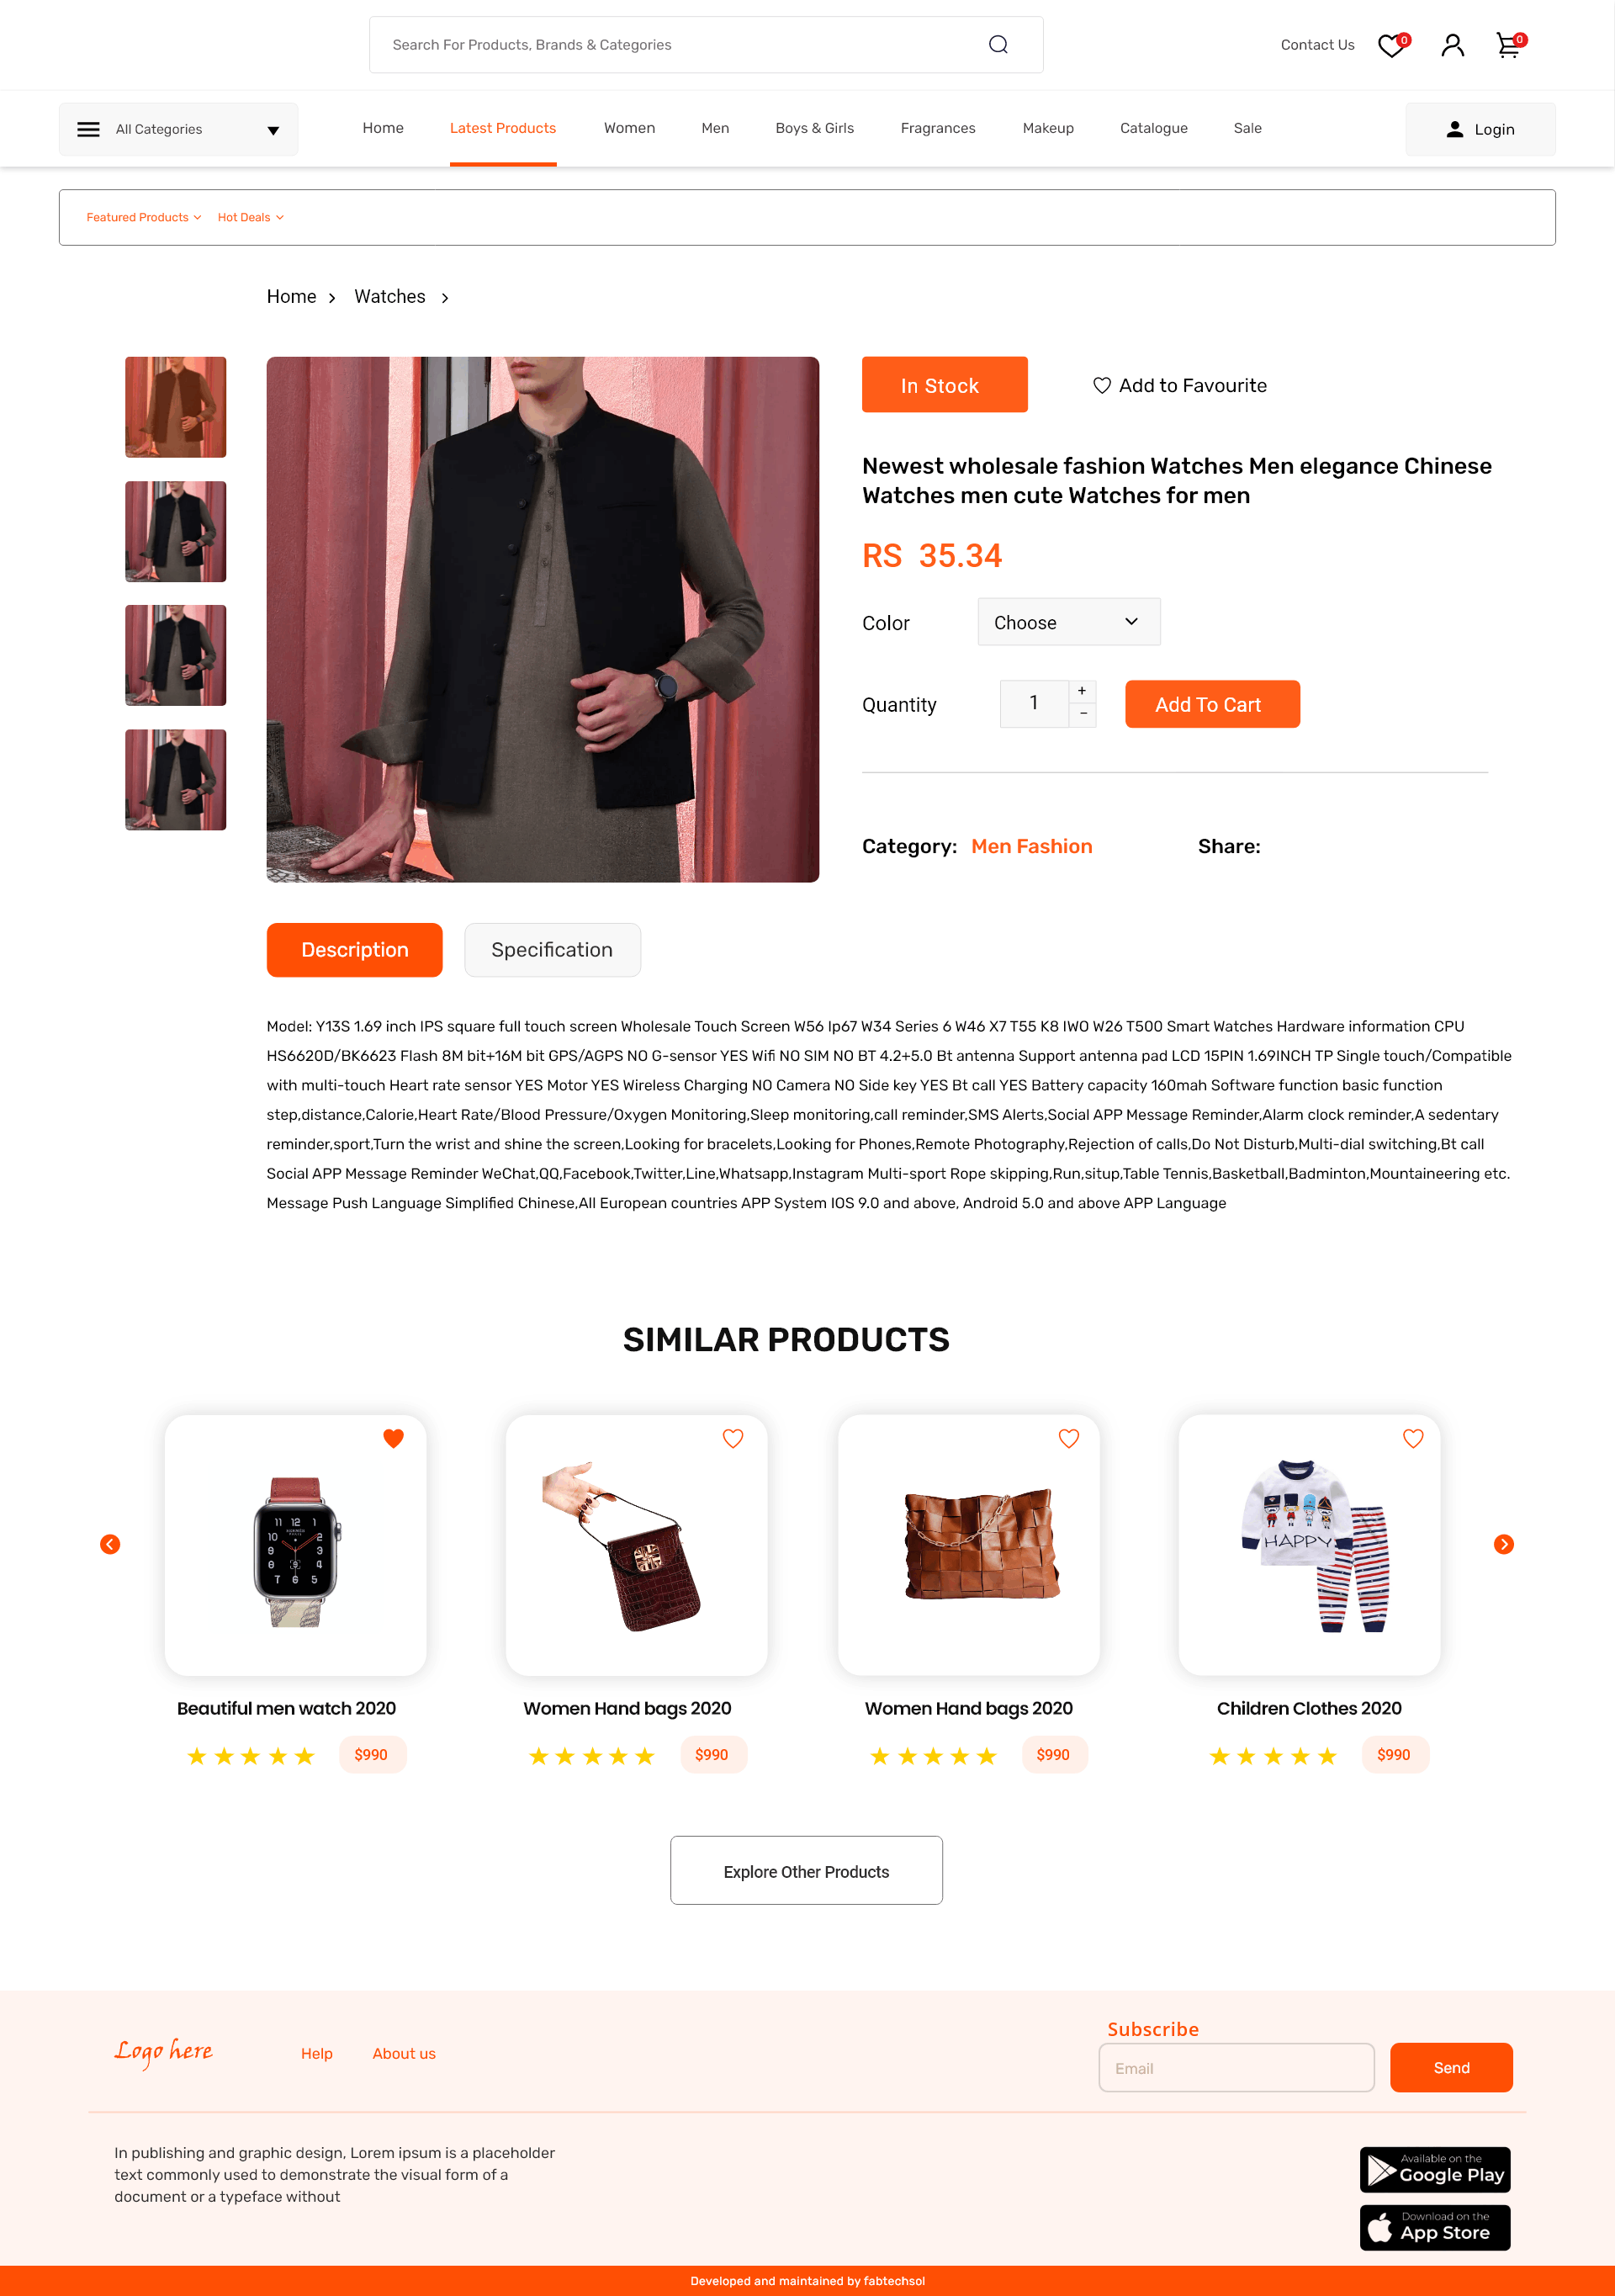 Search For Products, Brands & Categories
Contact Us
0
0
All Categories
Home
Latest Products
Women
Men
Boys & Girls
Fragrances
Makeup
Catalogue
Sale
Login
Featured Products
Hot Deals
Home
Watches
In Stock
Add to Favourite
Newest wholesale fashion Watches Men elegance Chinese
Watches men cute Watches for men
RS 35.34
Color
Choose
Quantity
1
+
-
Add To Cart
Category: Men Fashion
Share:
Description
Specification
Model: Y13S 1.69 inch IPS square full touch screen Wholesale Touch Screen W56 Ip67 W34 Series 6 W46 X7 T55 K8 IWO W26 T500 Smart Watches Hardware information CPU
HS6620D/BK6623 Flash 8M bit+16M bit GPS/AGPS NO G-sensor YES Wifi NO SIM NO BT 4.2+5.0 Bt antenna Support antenna pad LCD 15PIN 1.69INCH TP Single touch/Compatible
with multi-touch Heart rate sensor YES Motor YES Wireless Charging NO Camera NO Side key YES Bt call YES Battery capacity 160mah Software function basic function
step,distance,Calorie,Heart Rate/Blood Pressure/Oxygen Monitoring,Sleep monitoring,call reminder,SMS Alerts,Social APP Message Reminder,Alarm clock reminder,A sedentary
reminder,sport,Turn the wrist and shine the screen,Looking for bracelets,Looking for Phones,Remote Photography,Rejection of calls,Do Not Disturb,Multi-dial switching,Bt call
Social APP Message Reminder WeChat,QQ,Facebook,Twitter,Line,Whatsapp,Instagram Multi-sport Rope skipping,Run,situp,Table Tennis,Basketball,Badminton,Mountaineering etc.
Message Push Language Simplified Chinese,All European countries APP System IOS 9.0 and above, Android 5.0 and above APP Language
SIMILAR PRODUCTS
HAPPY
Beautiful men watch 2020
Women Hand bags 2020
Women Hand bags 2020
Children Clothes 2020
$990
$990
$990
$990
Explore Other Products
Logo here
Help
About us
Subscribe
Email
Send
In publishing and graphic design, Lorem ipsum is a placeholder
text commonly used to demonstrate the visual form of a
document or a typeface without
Available on the
Google Play
Download on the
App Store
Developed and maintained by fabtechsol